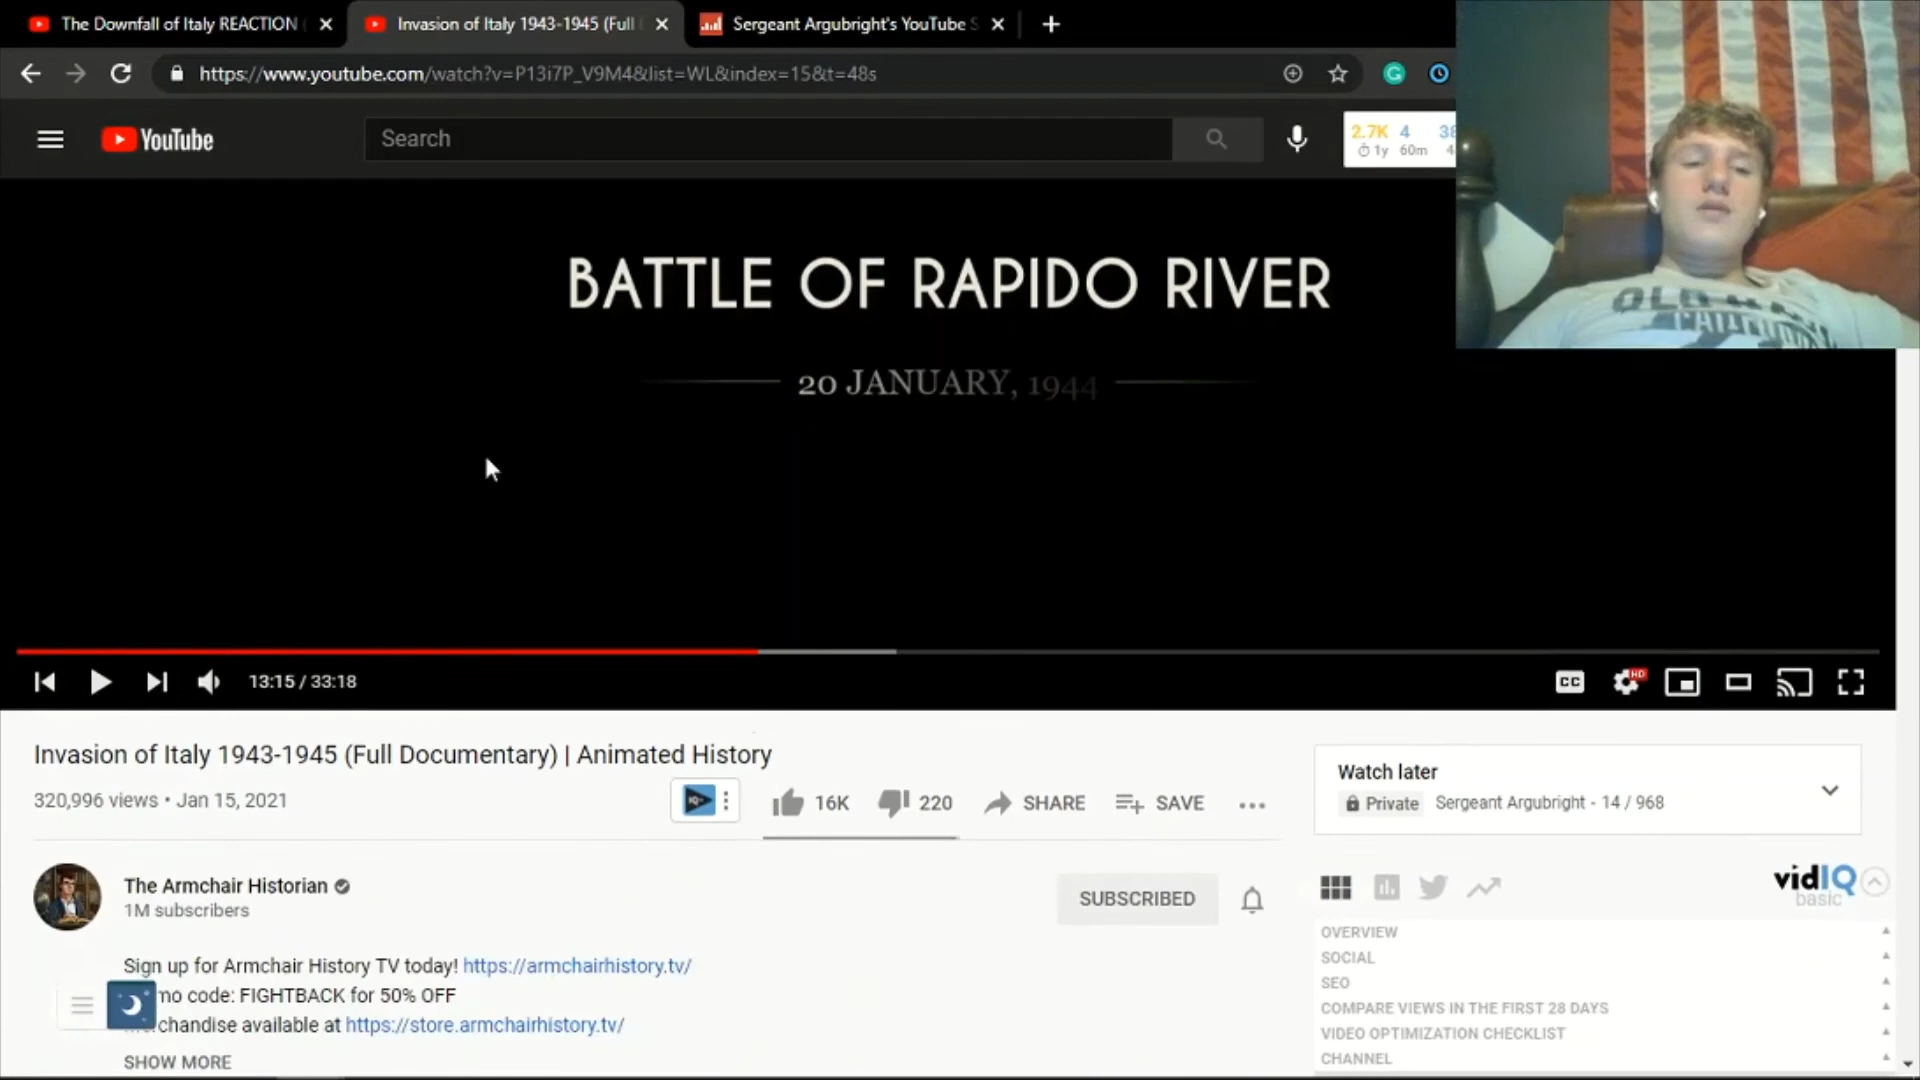 The Downfall of Italy REACTION
Invasion of Italy 1943-1945 (Full
Sergeant Argubright's YouTube S
https://www.youtube.com/watch?v=P13i7P_V9M4&list=WL&index=15&t=48s
YouTube
Search
2.7K 4 38
1y 60m 4
BATTLE OF RAPIDO RIVER
20 JANUARY, 1944
13:15 / 33:18
CC
HD
Invasion of Italy 1943-1945 (Full Documentary) | Animated History
320,996 views • Jan 15, 2021
16K
220
SHARE
SAVE
Watch later
Private
Sergeant Argubright - 14 / 968
The Armchair Historian
1M subscribers
SUBSCRIBED
vidIQ
basic
Sign up for Armchair History TV today! https://armchairhistory.tv/
mo code: FIGHTBACK for 50% OFF
chandise available at https://store.armchairhistory.tv/
SHOW MORE
OVERVIEW
SOCIAL
SEO
COMPARE VIEWS IN THE FIRST 28 DAYS
VIDEO OPTIMIZATION CHECKLIST
CHANNEL